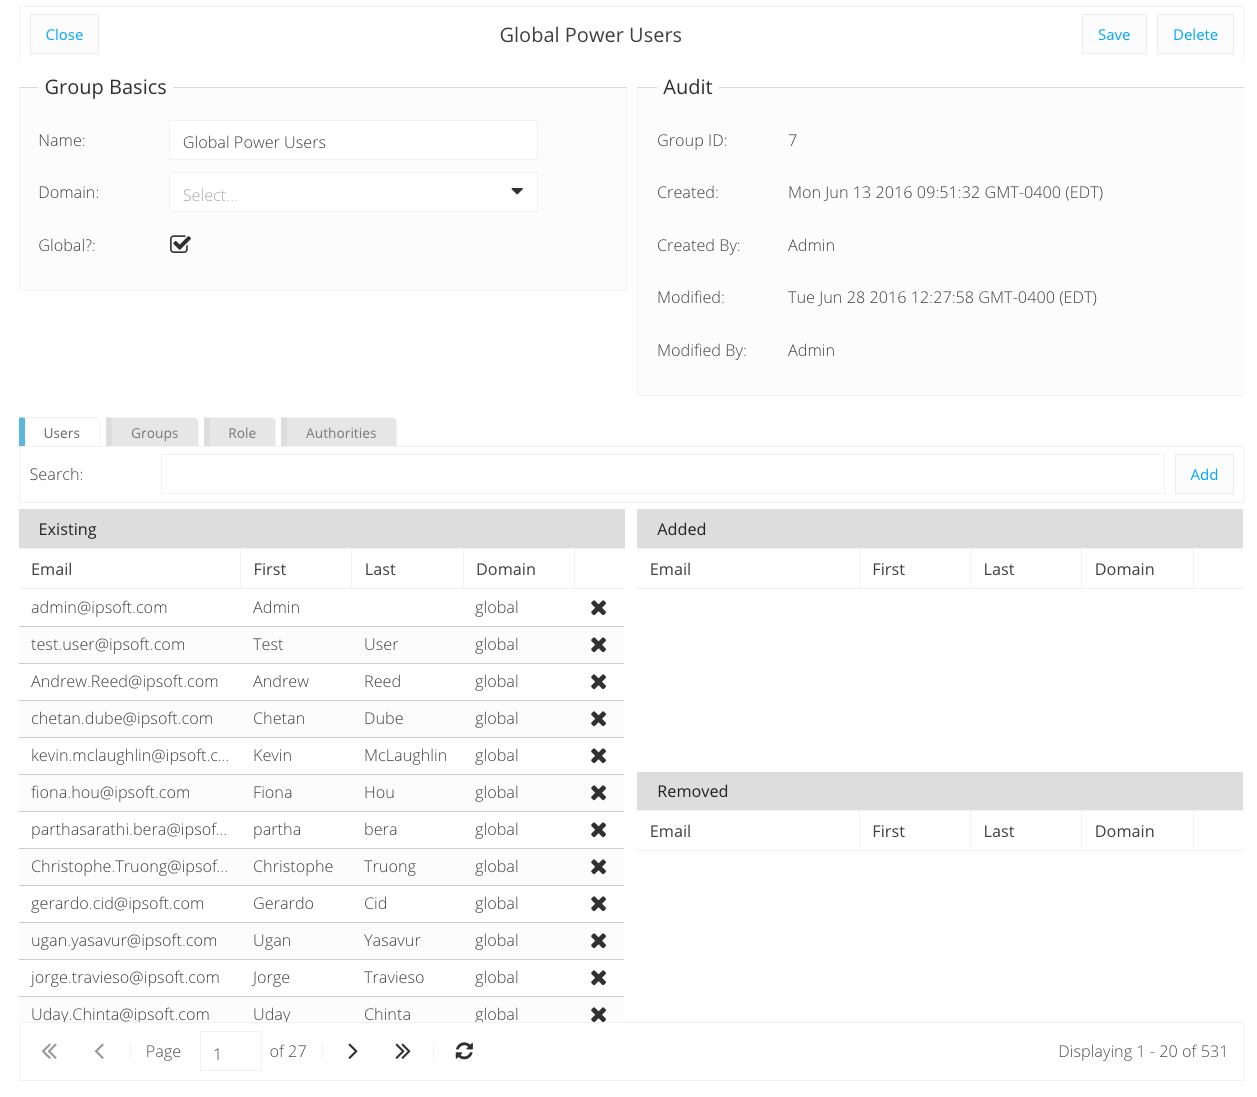 Close
Global Power Users
Save
Delete
Group Basics
Name:
Global Power Users
Domain:
Select...
Global?:
Audit
Group ID:
7
Created:
Mon Jun 13 2016 09:51:32 GMT-0400 (EDT)
Created By:
Admin
Modified:
Tue Jun 28 2016 12:27:58 GMT-0400 (EDT)
Modified By:
Admin
Users
Groups
Role
Authorities
Search:
Add
Existing
Email First Last Domain
admin@ipsoft.com Admin global
test.user@ipsoft.com Test User global
Andrew.Reed@ipsoft.com Andrew Reed global
chetan.dube@ipsoft.com Chetan Dube global
kevin.mclaughlin@ipsoft.c... Kevin McLaughlin global
fiona.hou@ipsoft.com Fiona Hou global
parthasarathi.bera@ipsof... partha bera global
Christophe.Truong@ipsof... Christophe Truong global
gerardo.cid@ipsoft.com Gerardo Cid global
ugan.yasavur@ipsoft.com Ugan Yasavur global
jorge.travieso@ipsoft.com Jorge Travieso global
Uday.Chinta@ipsoft.com Uday Chinta global
Added
Email First Last Domain
Removed
Email First Last Domain
Page 1 of 27
Displaying 1 - 20 of 531